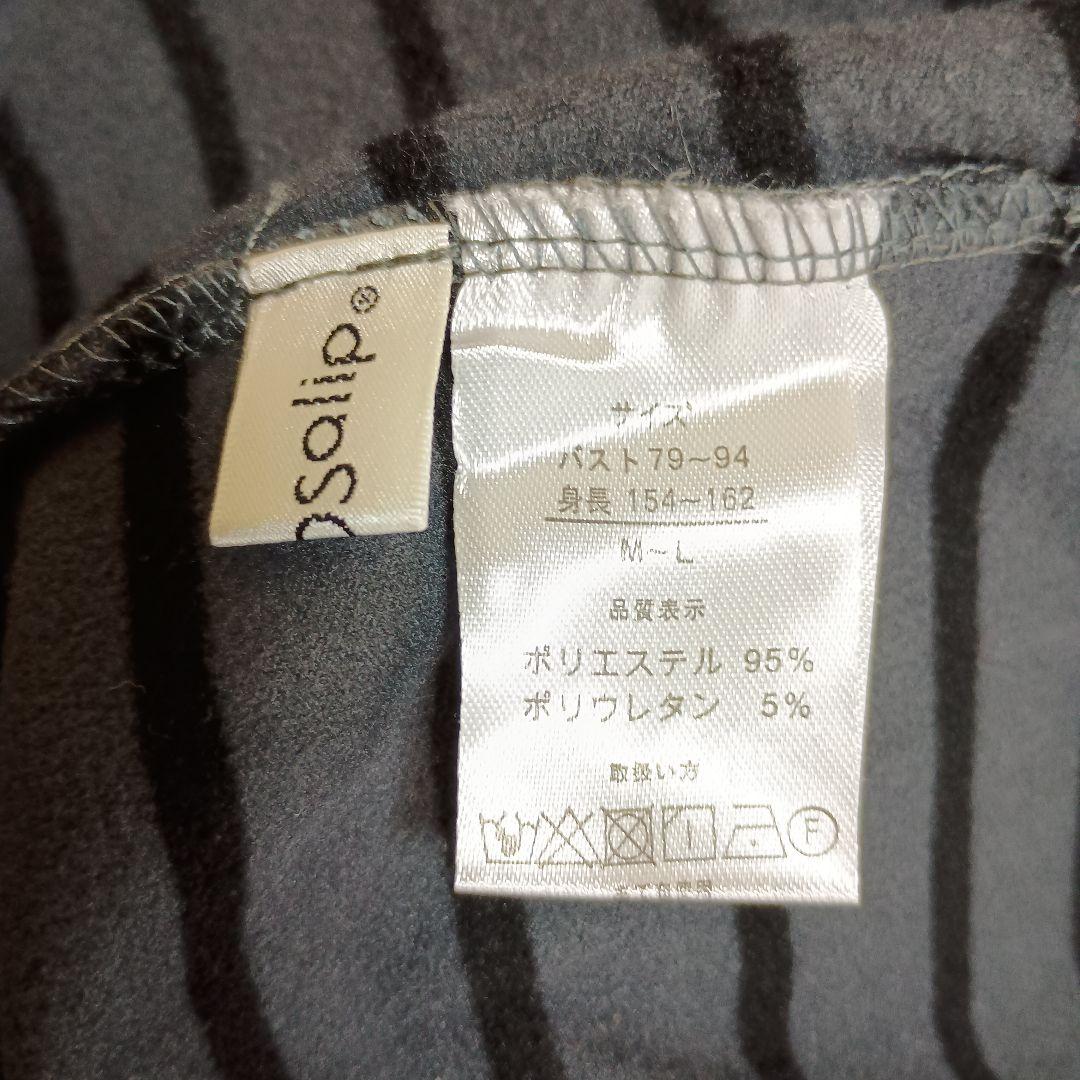 osalip®
サイズ
バスト79～94
身長 154～162
M～L
品質表示
ポリエステル 95%
ポリウレタン 5%
取扱い方
F